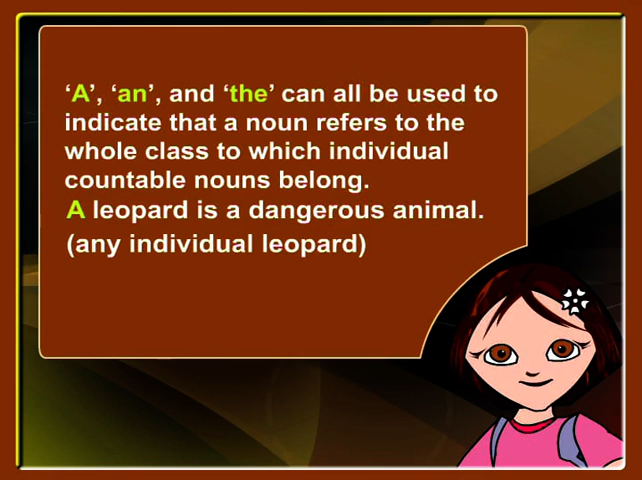 ‘A’, ‘an’, and ‘the’ can all be used to
indicate that a noun refers to the
whole class to which individual
countable nouns belong.
A leopard is a dangerous animal.
(any individual leopard)